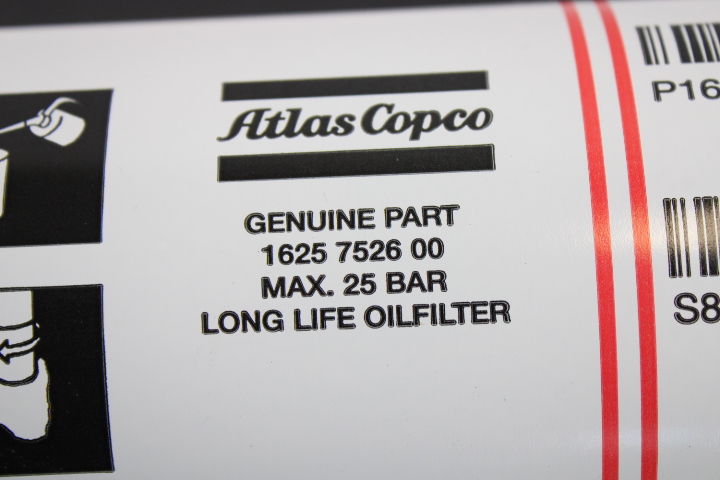 Atlas Copco
GENUINE PART
1625 7526 00
MAX. 25 BAR
LONG LIFE OILFILTER
P16
S8